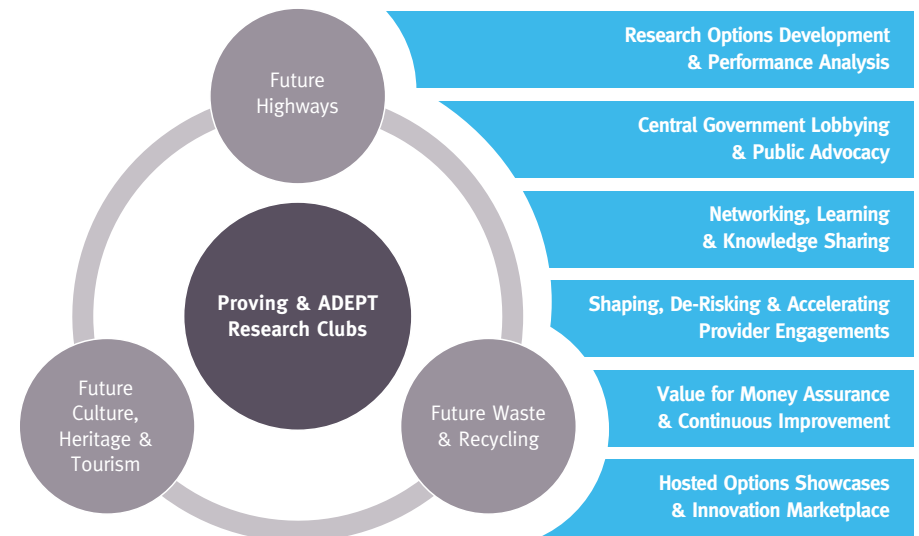 Future
Highways
Proving & ADEPT
Research Clubs
Future
Culture,
Heritage &
Tourism
Future Waste
& Recycling
Research Options Development
& Performance Analysis
Central Government Lobbying
& Public Advocacy
Networking, Learning
& Knowledge Sharing
Shaping, De-Risking & Accelerating
Provider Engagements
Value for Money Assurance
& Continuous Improvement
Hosted Options Showcases
& Innovation Marketplace